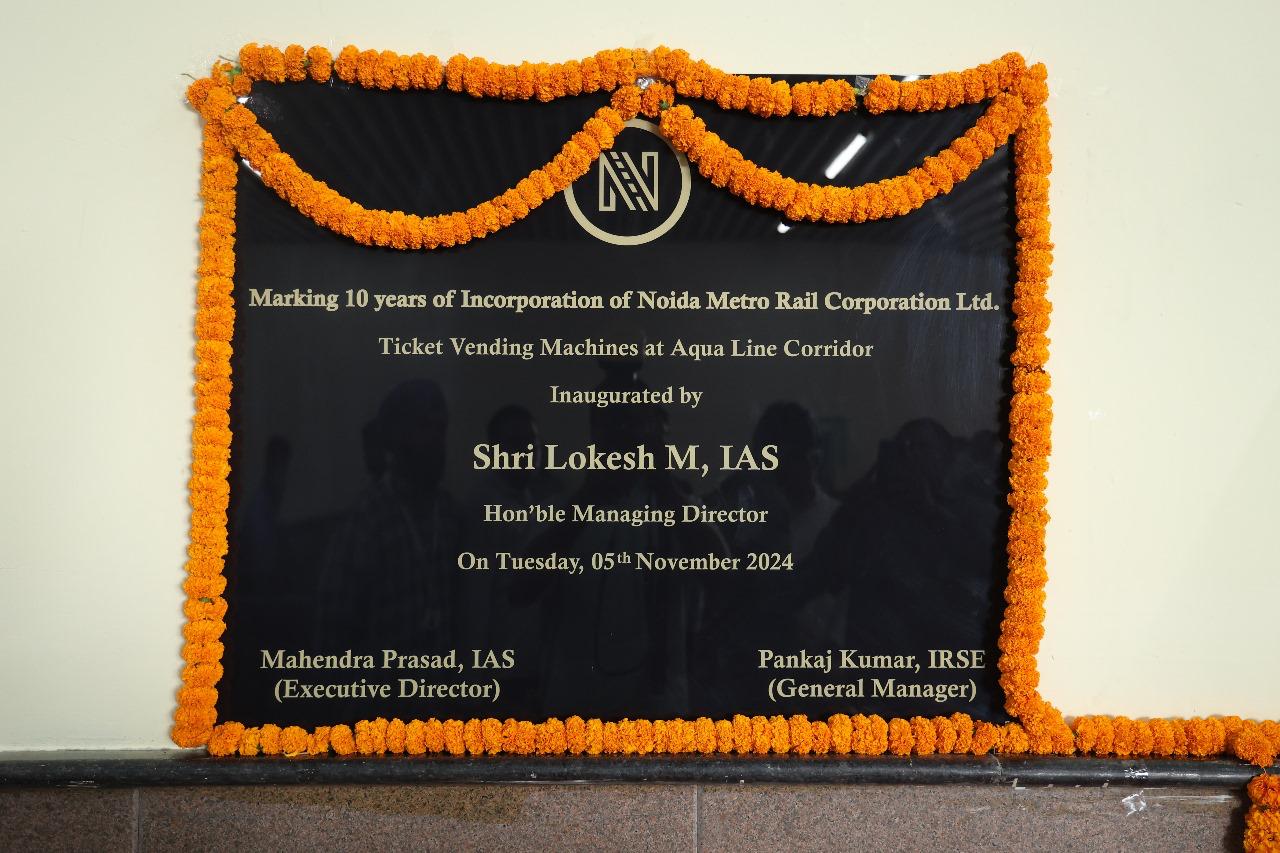 Marking 10 years of Incorporation of Noida Metro Rail Corporation Ltd.
Ticket Vending Machines at Aqua Line Corridor
Inaugurated by
Shri Lokesh M, IAS
Hon’ble Managing Director
On Tuesday, 05th November 2024
Mahendra Prasad, IAS
(Executive Director)
Pankaj Kumar, IRSE
(General Manager)